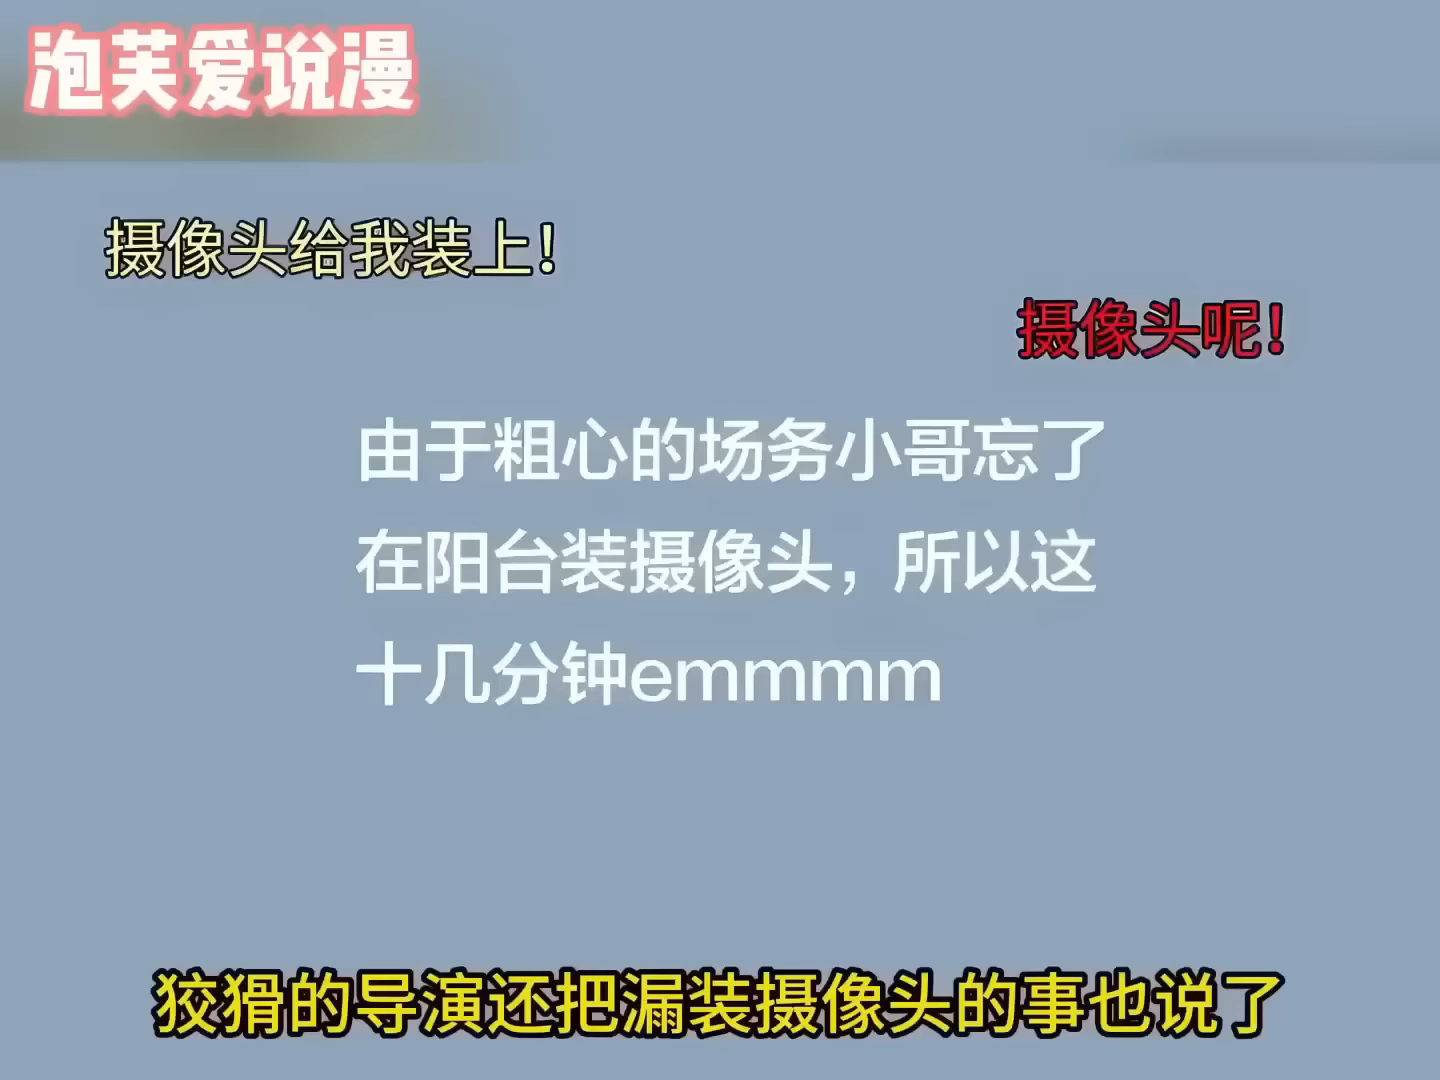 泡芙爱说漫
摄像头给我装上！
摄像头呢！
由于粗心的场务小哥忘了
在阳台装摄像头，所以这
十几分钟emmmm
狡猾的导演还把漏装摄像头的事也说了